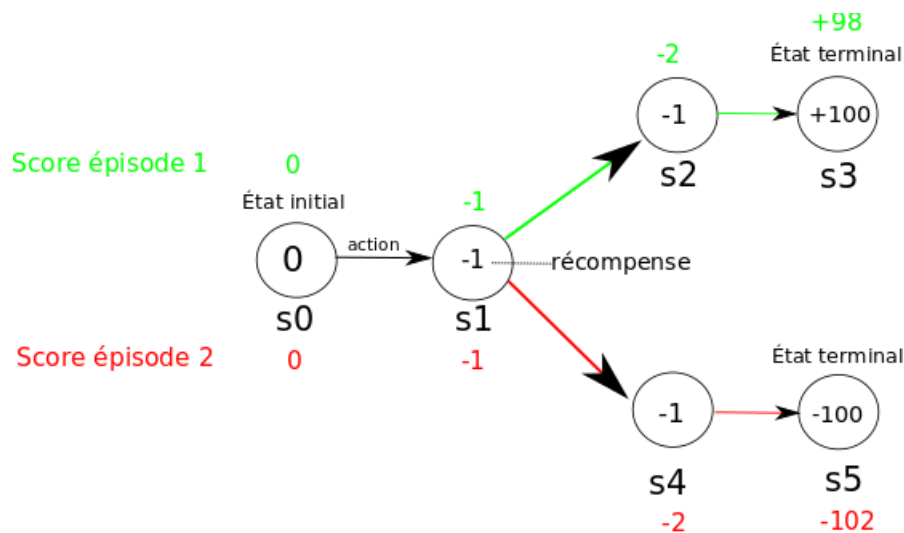 +98
-2
État terminal
-1
+100
Score épisode 1
0
s2
s3
État initial
-1
action
0
-1
récompense
s0
s1
Score épisode 2
0
-1
État terminal
-1
-100
s4
s5
-2
-102